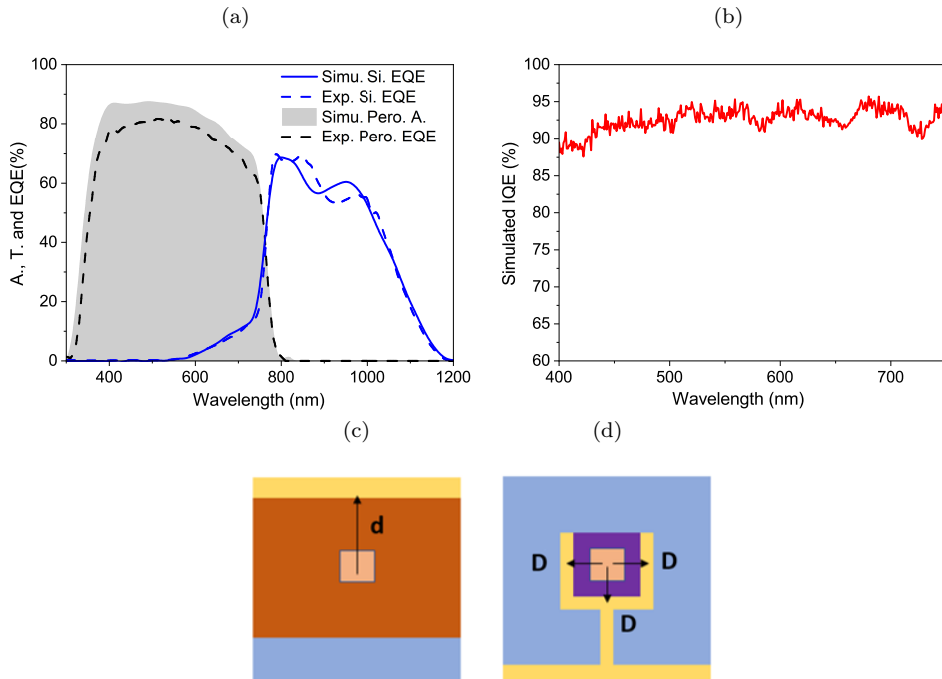 (a)
(b)
100
80
60
40
20
0
A., T. and EQE(%)
Simu. Si. EQE
Exp. Si. EQE
Simu. Pero. A.
Exp. Pero. EQE
400
600
800
1000
1200
Wavelength (nm)
100
95
90
85
80
75
70
65
60
Simulated IQE (%)
400
500
600
700
Wavelength (nm)
(c)
(d)
d
D
D
D